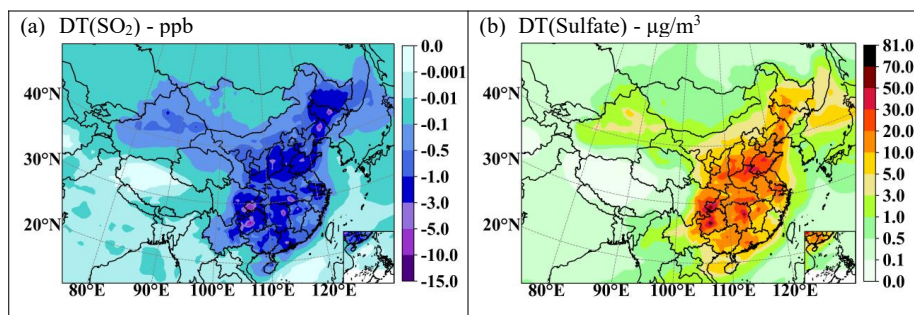 (a) DT(SO₂) - ppb
40°N
30°N
20°N
80°E 90°E 100°E 110°E 120°E
0.0
-0.001
-0.01
-0.1
-0.5
-1.0
-3.0
-5.0
-10.0
-15.0
(b) DT(Sulfate) - μg/m³
40°N
30°N
20°N
80°E 90°E 100°E 110°E 120°E
81.0
70.0
50.0
30.0
20.0
10.0
5.0
3.0
1.0
0.5
0.1
0.0